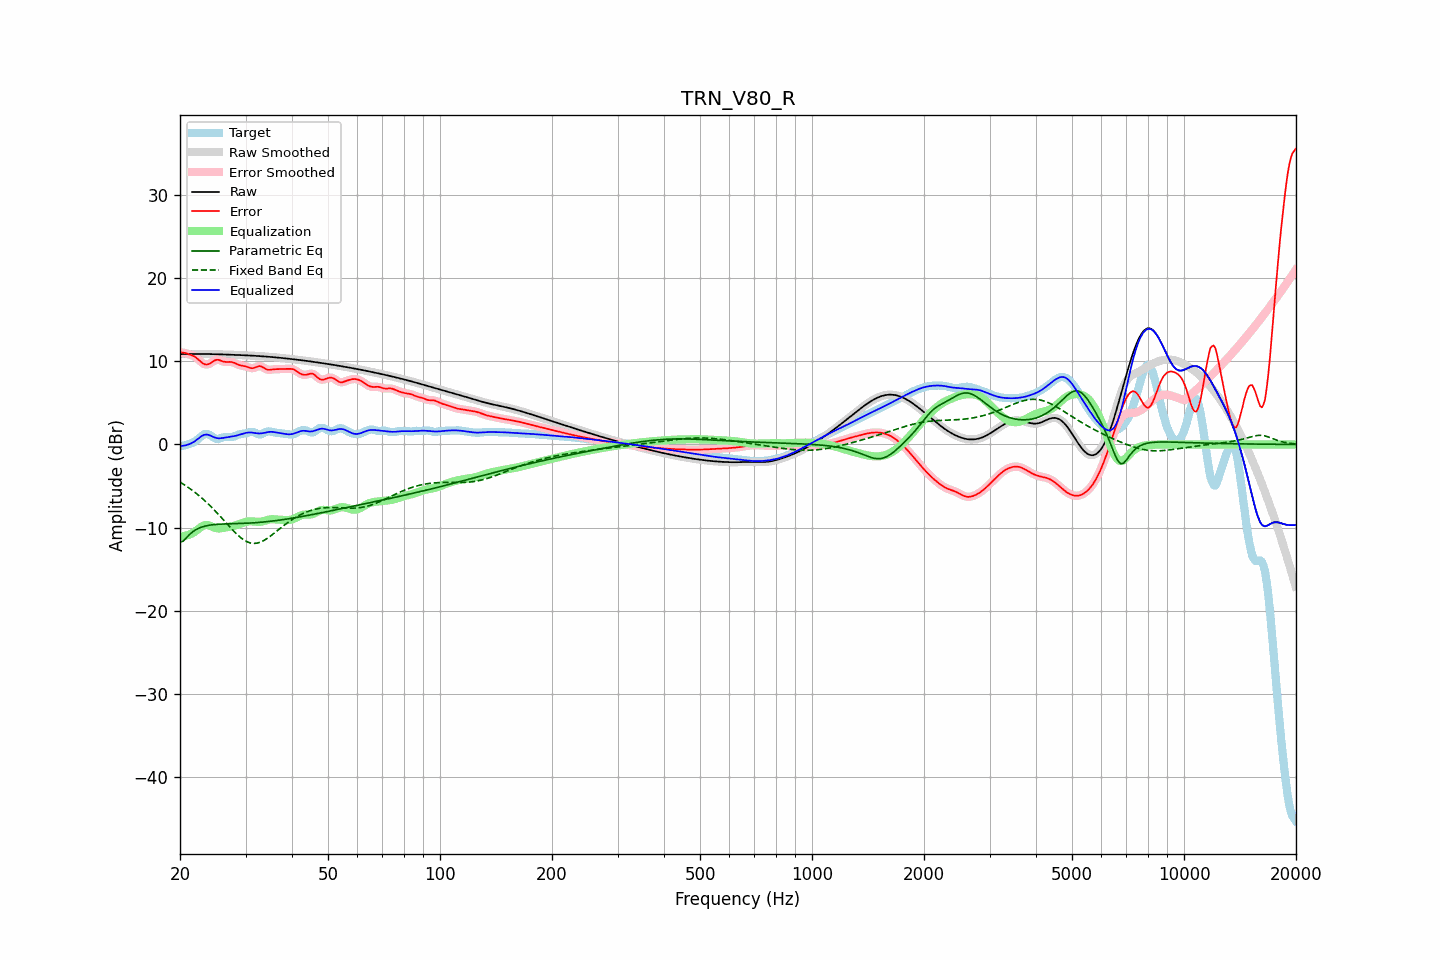 TRN_V80_R
Target
Raw Smoothed
Error Smoothed
Raw
Error
Equalization
Parametric Eq
Fixed Band Eq
Equalized
30
20
10
0
−10
−20
−30
−40
Amplitude (dBr)
20 50 100 200 500 1000 2000 5000 10000 20000
Frequency (Hz)